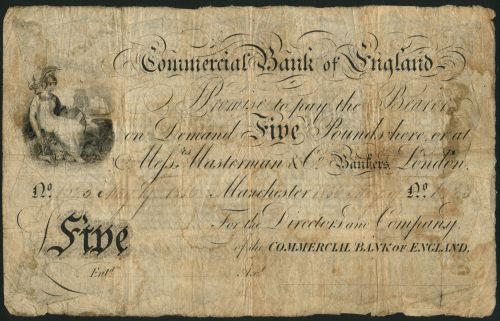 Commercial Bank of England
I Promise to pay the Bearer
on Demand Five Pounds here, or at
Messrs Masterman & Co. Bankers London.
No. Manchester No.
For the Directors and Company
£Five of the COMMERCIAL BANK of ENGLAND.
Entd